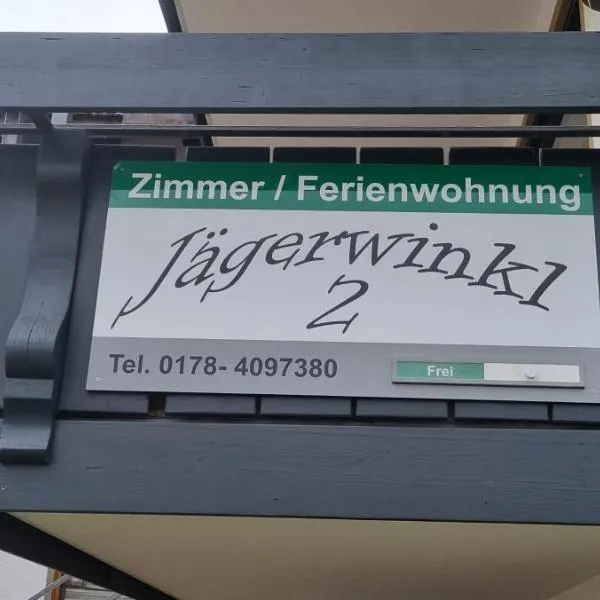 Zimmer / Ferienwohnung
Jägerwinkl
2
Tel. 0178- 4097380
Frei